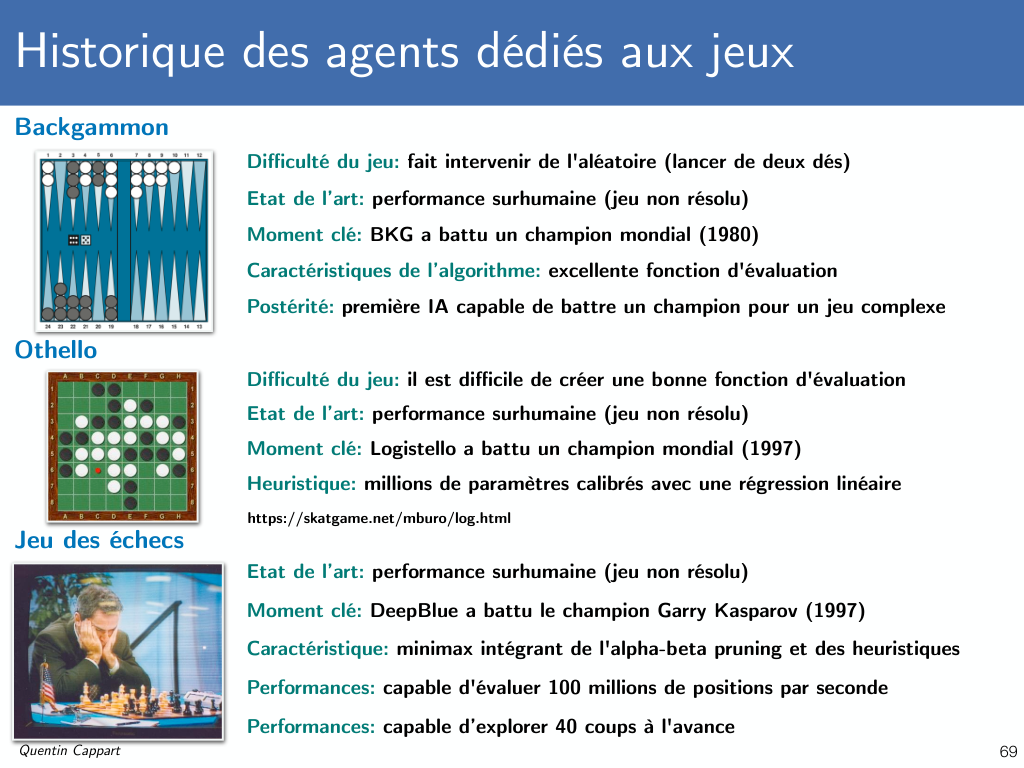 Historique des agents dédiés aux jeux
Backgammon
1 2 3 4 5 6 7 8 9 10 11 12
24 23 22 21 20 19 18 17 16 15 14 13
Difficulté du jeu: fait intervenir de l'aléatoire (lancer de deux dés)
Etat de l'art: performance surhumaine (jeu non résolu)
Moment clé: BKG a battu un champion mondial (1980)
Caractéristiques de l'algorithme: excellente fonction d'évaluation
Postérité: première IA capable de battre un champion pour un jeu complexe
Othello
A B C D E F G H
1 1
2 2
3 3
4 4
5 5
6 6
7 7
8 8
A B C D E F G H
Difficulté du jeu: il est difficile de créer une bonne fonction d'évaluation
Etat de l'art: performance surhumaine (jeu non résolu)
Moment clé: Logistello a battu un champion mondial (1997)
Heuristique: millions de paramètres calibrés avec une régression linéaire
https://skatgame.net/mburo/log.html
Jeu des échecs
Etat de l'art: performance surhumaine (jeu non résolu)
Moment clé: DeepBlue a battu le champion Garry Kasparov (1997)
Caractéristique: minimax intégrant de l'alpha-beta pruning et des heuristiques
Performances: capable d'évaluer 100 millions de positions par seconde
Performances: capable d'explorer 40 coups à l'avance
Quentin Cappart
69